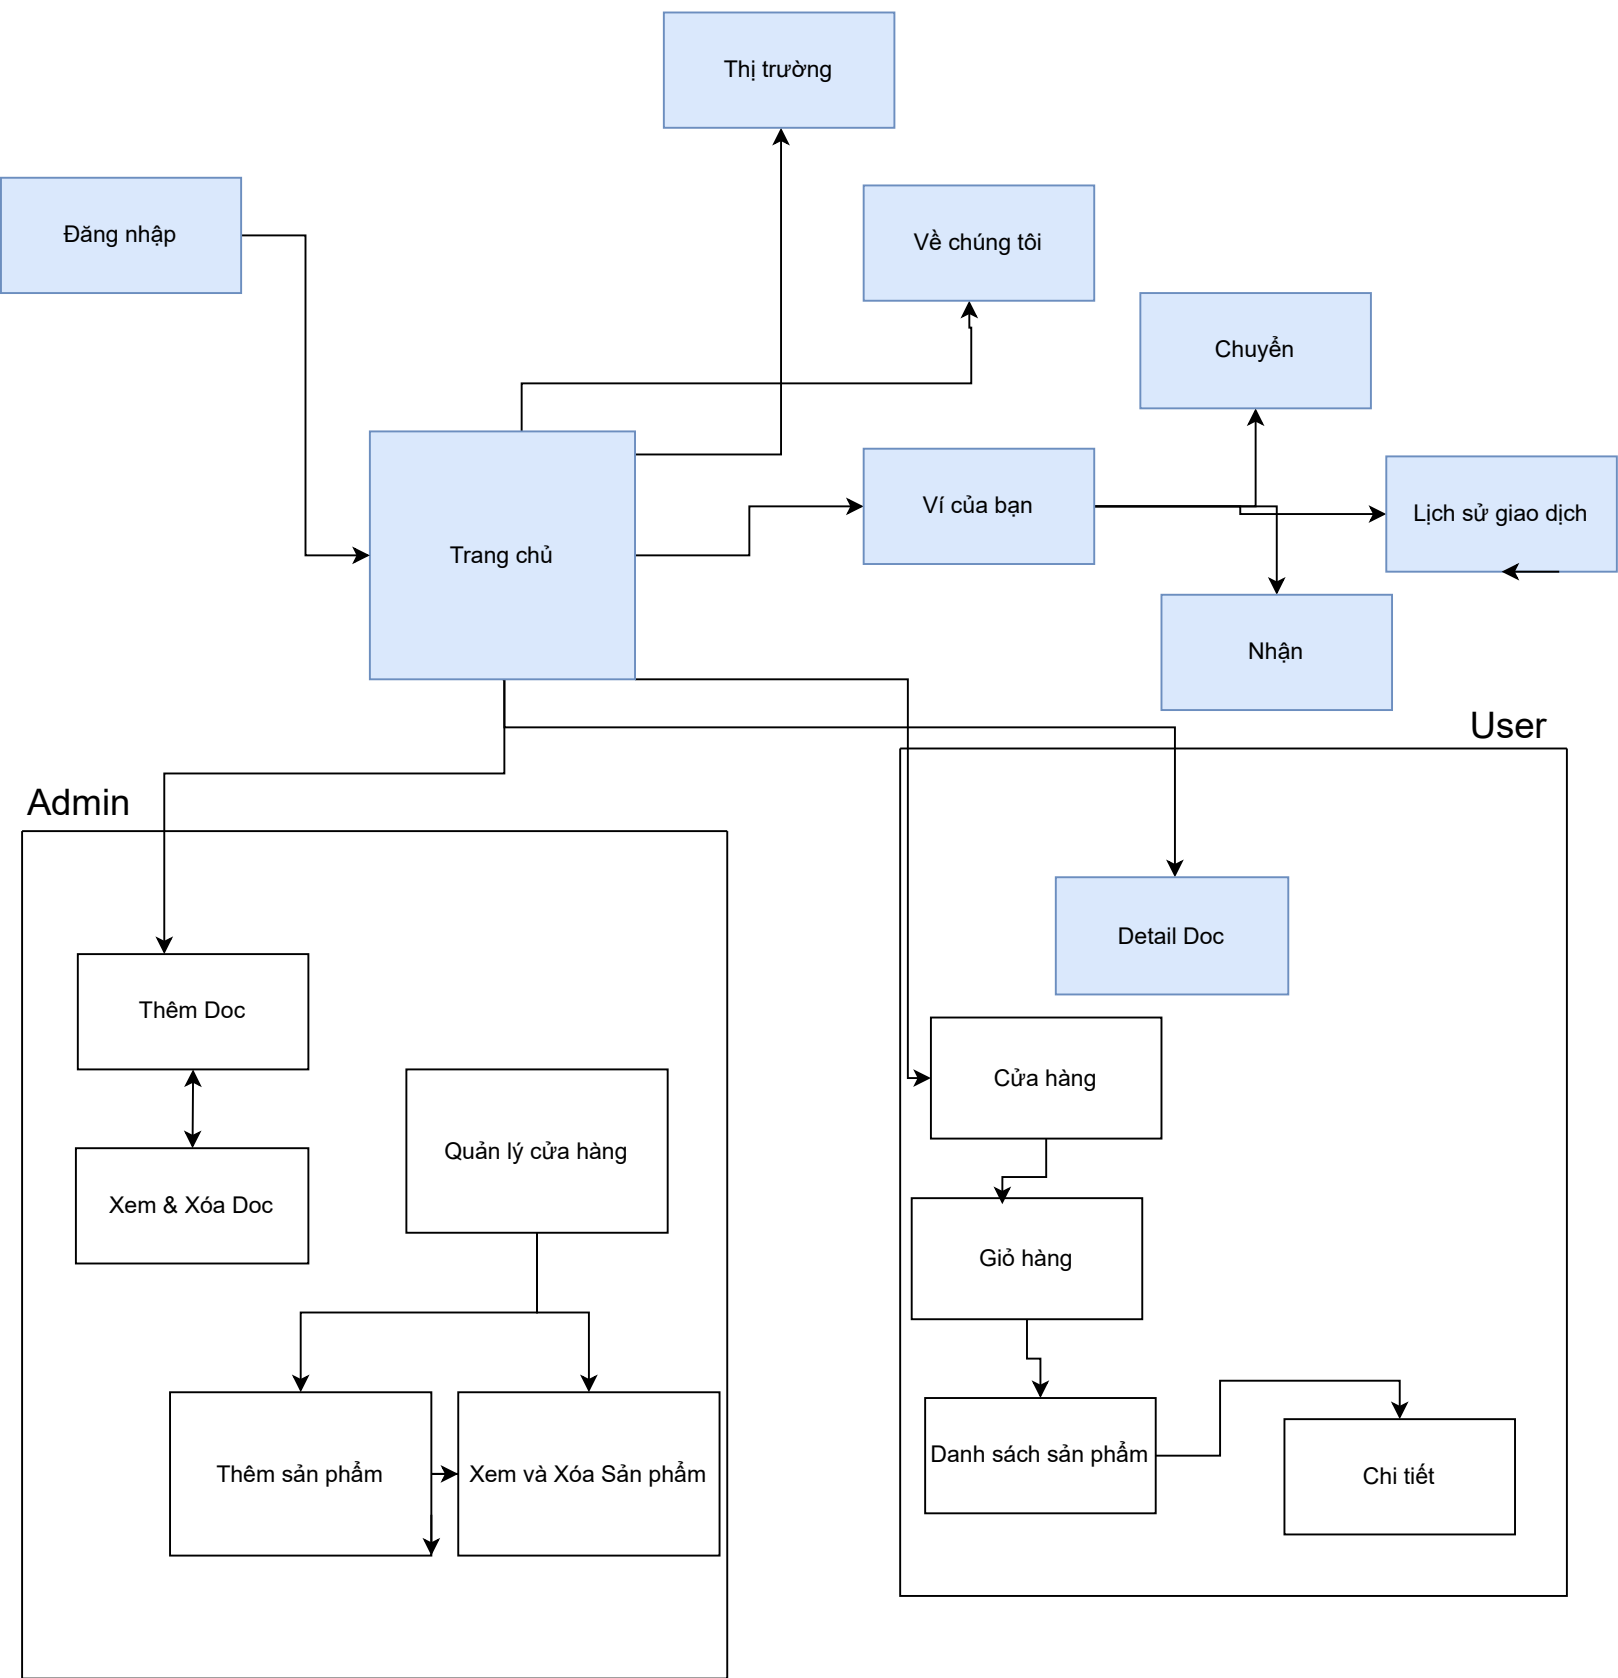 Thị trường
Đăng nhập
Về chúng tôi
Chuyển
Ví của bạn
Lịch sử giao dịch
Trang chủ
Nhận
User
Admin
Detail Doc
Thêm Doc
Cửa hàng
Quản lý cửa hàng
Xem & Xóa Doc
Giỏ hàng
Danh sách sản phẩm
Thêm sản phẩm
Xem và Xóa Sản phẩm
Chi tiết